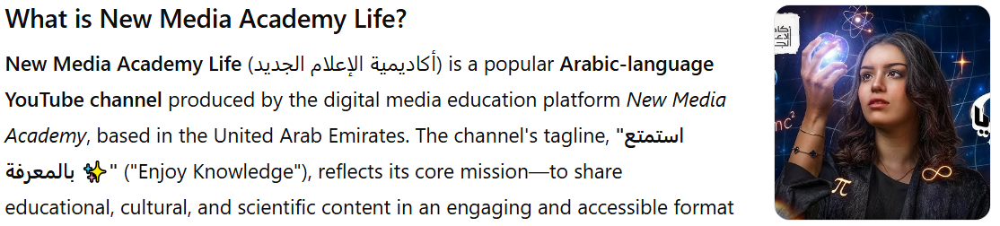 What is New Media Academy Life?
New Media Academy Life (أكاديمية الإعلام الجديد) is a popular Arabic-language
YouTube channel produced by the digital media education platform New Media
Academy, based in the United Arab Emirates. The channel's tagline, "استمتع
بالمعرفة ✨" ("Enjoy Knowledge"), reflects its core mission—to share
educational, cultural, and scientific content in an engaging and accessible format
mc²
π
∞